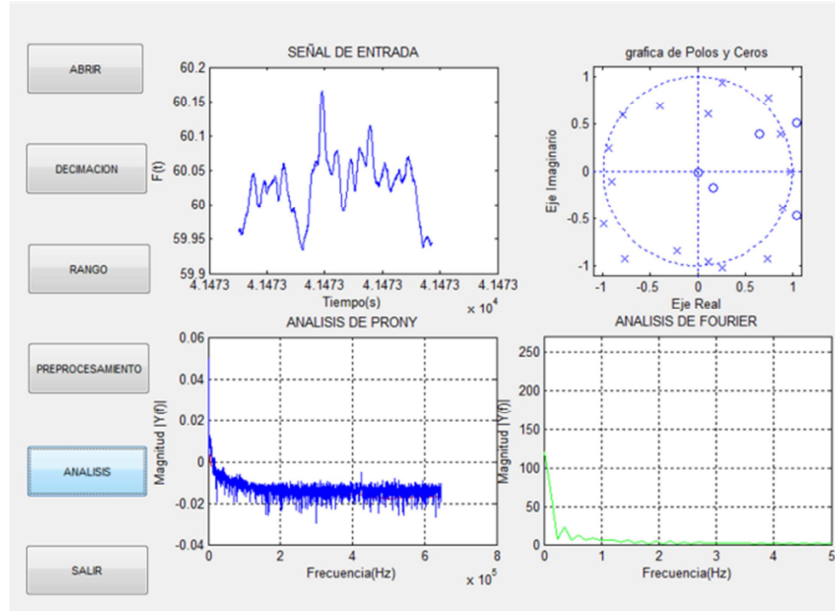 ABRIR
DECIMACION
RANGO
PREPROCESAMIENTO
ANALISIS
SALIR
SEÑAL DE ENTRADA
F(t)
60.2
60.15
60.1
60.05
60
59.95
59.9
4.1473 4.1473 4.1473 4.1473 4.1473 4.1473
Tiempo(s)
x 10^4
grafica de Polos y Ceros
Eje Imaginario
1
0.5
0
-0.5
-1
-1 -0.5 0 0.5 1
Eje Real
ANALISIS DE PRONY
Magnitud |Y(f)|
0.06
0.04
0.02
0
-0.02
-0.04
0 2 4 6 8
Frecuencia(Hz)
x 10^5
ANALISIS DE FOURIER
Magnitud |Y(f)|
250
200
150
100
50
0
0 1 2 3 4 5
Frecuencia(Hz)